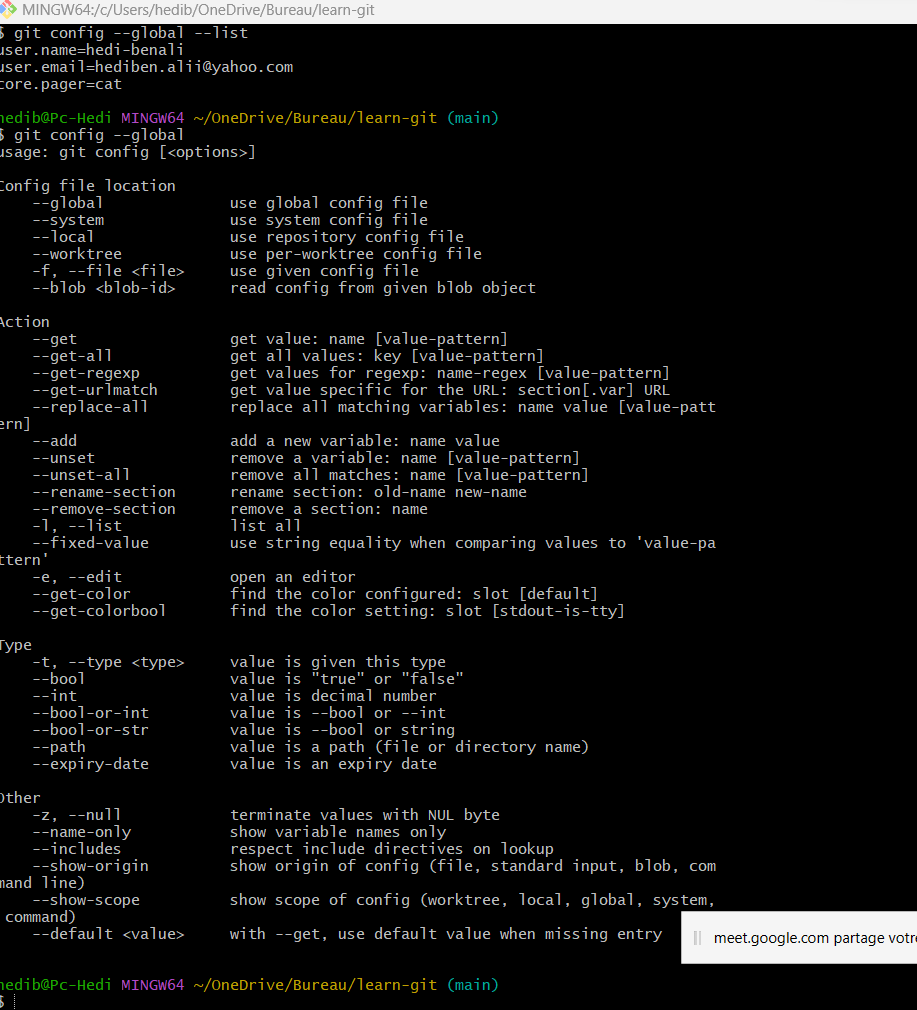 MINGW64:/c/Users/hedib/OneDrive/Bureau/learn-git
$ git config --global --list
user.name=hedi-benali
user.email=hediben.alii@yahoo.com
core.pager=cat
hedib@Pc-Hedi MINGW64 ~/OneDrive/Bureau/learn-git (main)
$ git config --global
usage: git config [<options>]
Config file location
--global use global config file
--system use system config file
--local use repository config file
--worktree use per-worktree config file
-f, --file <file> use given config file
--blob <blob-id> read config from given blob object
Action
--get get value: name [value-pattern]
--get-all get all values: key [value-pattern]
--get-regexp get values for regexp: name-regex [value-pattern]
--get-urlmatch get value specific for the URL: section[.var] URL
--replace-all replace all matching variables: name value [value-patt
ern]
--add add a new variable: name value
--unset remove a variable: name [value-pattern]
--unset-all remove all matches: name [value-pattern]
--rename-section rename section: old-name new-name
--remove-section remove a section: name
-l, --list list all
--fixed-value use string equality when comparing values to 'value-pa
ttern'
-e, --edit open an editor
--get-color find the color configured: slot [default]
--get-colorbool find the color setting: slot [stdout-is-tty]
Type
-t, --type <type> value is given this type
--bool value is "true" or "false"
--int value is decimal number
--bool-or-int value is --bool or --int
--bool-or-str value is --bool or string
--path value is a path (file or directory name)
--expiry-date value is an expiry date
Other
-z, --null terminate values with NUL byte
--name-only show variable names only
--includes respect include directives on lookup
--show-origin show origin of config (file, standard input, blob, com
mand line)
--show-scope show scope of config (worktree, local, global, system,
command)
--default <value> with --get, use default value when missing entry
meet.google.com partage votre
hedib@Pc-Hedi MINGW64 ~/OneDrive/Bureau/learn-git (main)
$